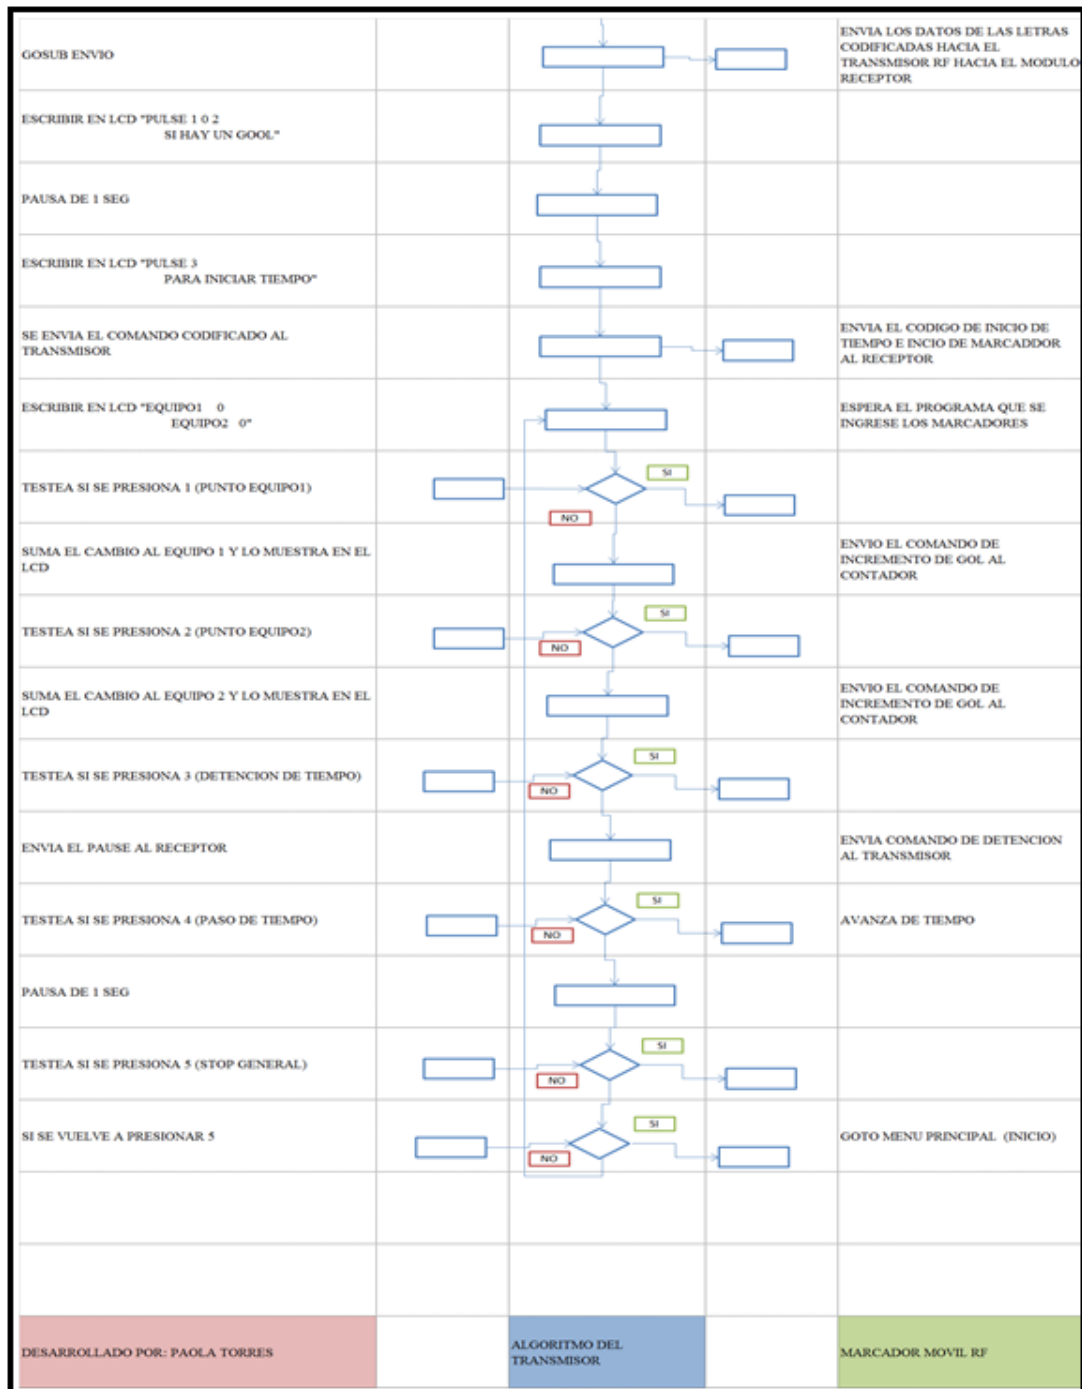 GOSUB ENVIO
ENVIA LOS DATOS DE LAS LETRAS
CODIFICADAS HACIA EL
TRANSMISOR RF HACIA EL MODULO
RECEPTOR
ESCRIBIR EN LCD "PULSE 1 0 2
SI HAY UN GOOL"
PAUSA DE 1 SEG
ESCRIBIR EN LCD "PULSE 3
PARA INICIAR TIEMPO"
SE ENVIA EL COMANDO CODIFICADO AL
TRANSMISOR
ENVIA EL CODIGO DE INICIO DE
TIEMPO E INCIO DE MARCADDOR
AL RECEPTOR
ESCRIBIR EN LCD "EQUIPO1 0
EQUIPO2 0"
ESPERA EL PROGRAMA QUE SE
INGRESE LOS MARCADORES
TESTEA SI SE PRESIONA 1 (PUNTO EQUIPO1)
SI
NO
SUMA EL CAMBIO AL EQUIPO 1 Y LO MUESTRA EN EL
LCD
ENVIO EL COMANDO DE
INCREMENTO DE GOL AL
CONTADOR
TESTEA SI SE PRESIONA 2 (PUNTO EQUIPO2)
SI
NO
SUMA EL CAMBIO AL EQUIPO 2 Y LO MUESTRA EN EL
LCD
ENVIO EL COMANDO DE
INCREMENTO DE GOL AL
CONTADOR
TESTEA SI SE PRESIONA 3 (DETENCION DE TIEMPO)
SI
NO
ENVIA EL PAUSE AL RECEPTOR
ENVIA COMANDO DE DETENCION
AL TRANSMISOR
TESTEA SI SE PRESIONA 4 (PASO DE TIEMPO)
SI
NO
AVANZA DE TIEMPO
PAUSA DE 1 SEG
TESTEA SI SE PRESIONA 5 (STOP GENERAL)
SI
NO
SI SE VUELVE A PRESIONAR 5
SI
NO
GOTO MENU PRINCIPAL (INICIO)
DESARROLLADO POR: PAOLA TORRES
ALGORITMO DEL
TRANSMISOR
MARCADOR MOVIL RF